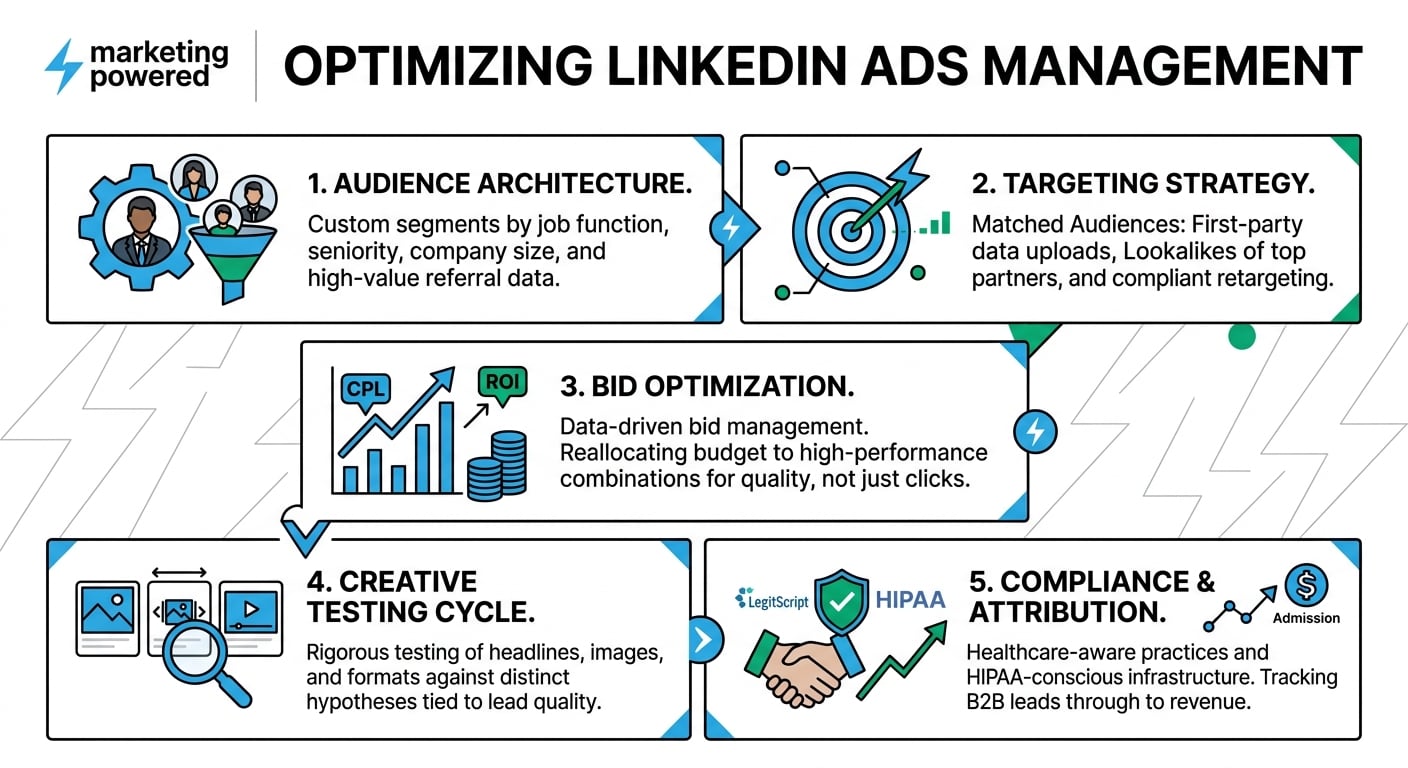 marketing
powered
OPTIMIZING LINKEDIN ADS MANAGEMENT
1. AUDIENCE ARCHITECTURE.
Custom segments by job function,
seniority, company size, and
high-value referral data.
2. TARGETING STRATEGY.
Matched Audiences: First-party
data uploads, Lookalikes of top
partners, and compliant retargeting.
CPL
ROI
3. BID OPTIMIZATION.
Data-driven bid management.
Reallocating budget to high-performance
combinations for quality, not just clicks.
4. CREATIVE
TESTING CYCLE.
Rigorous testing of headlines, images,
and formats against distinct
hypotheses tied to lead quality.
LegitScript
HIPAA
5. COMPLIANCE &
ATTRIBUTION.
$
Admission
Healthcare-aware practices and
HIPAA-conscious infrastructure. Tracking
B2B leads through to revenue.